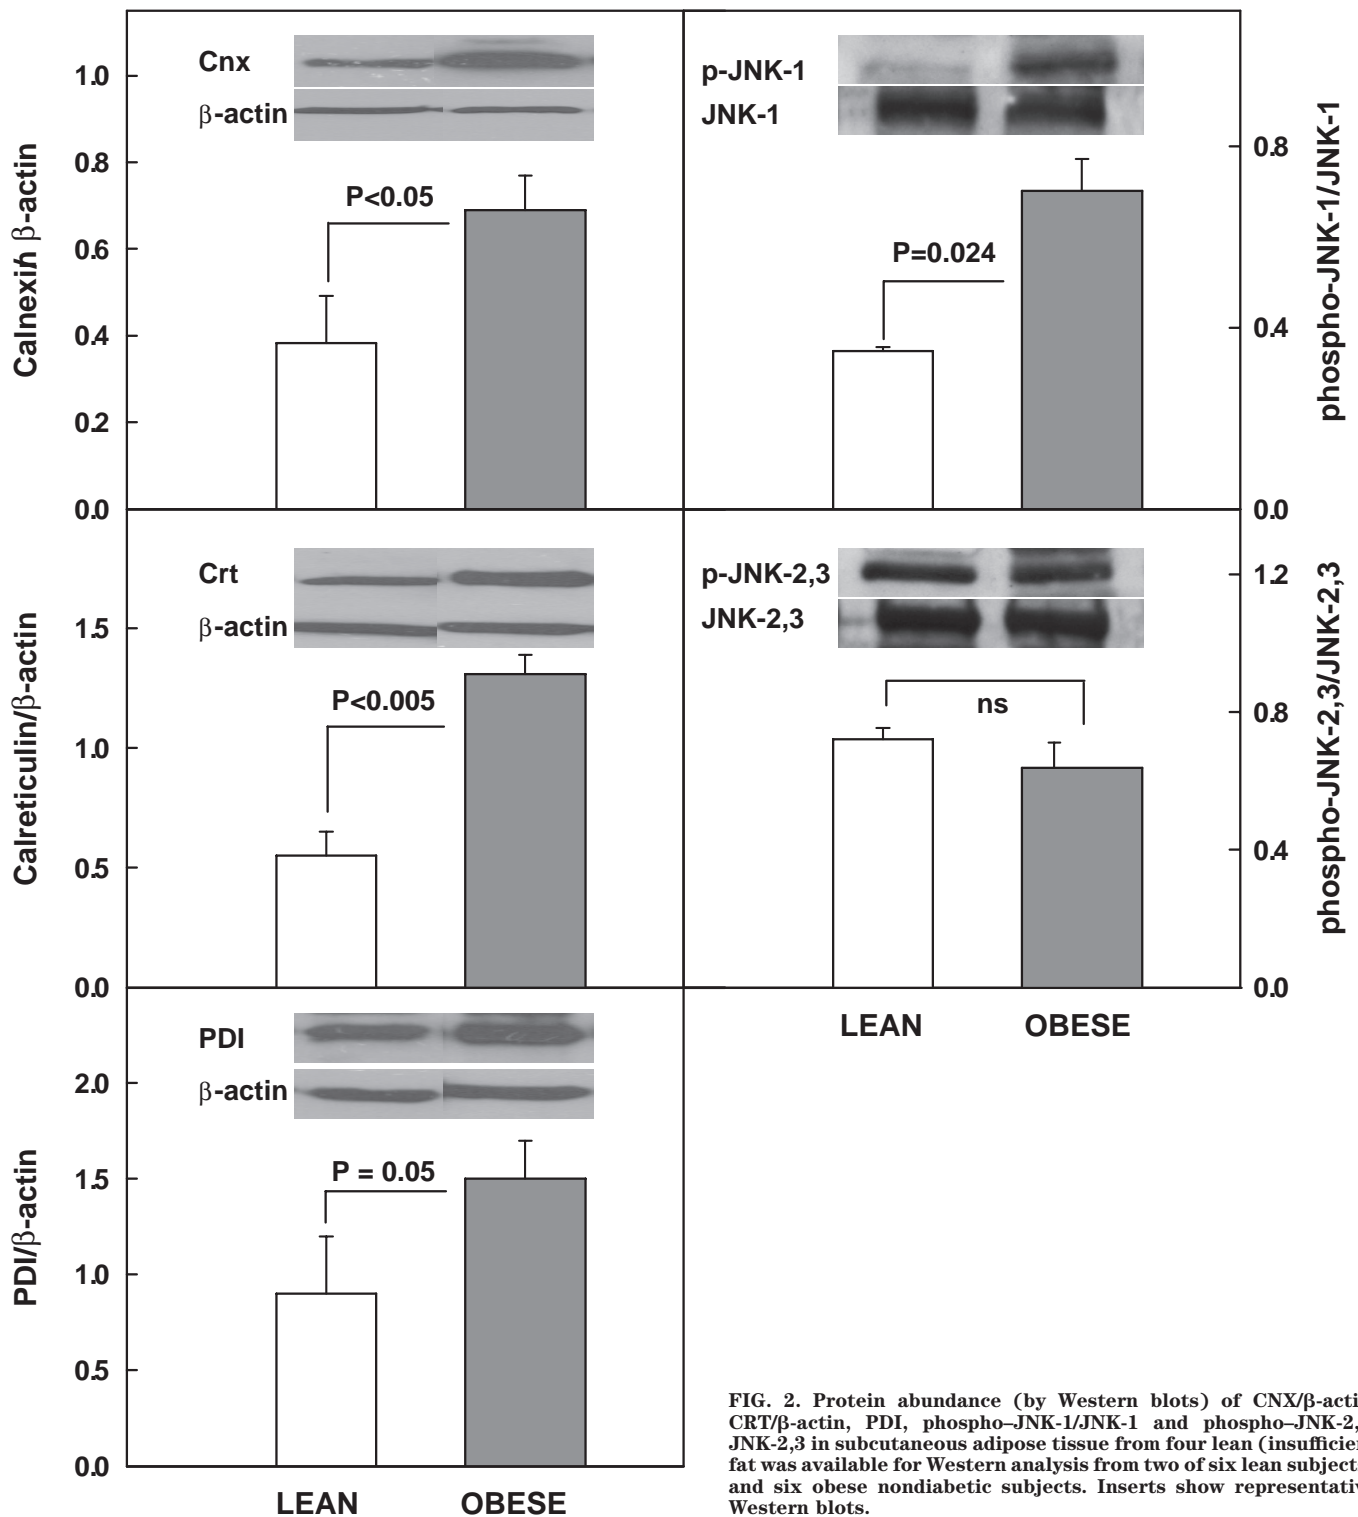 Calnexin/ β-actin
1.0
0.8
0.6
0.4
0.2
0.0
Cnx
β-actin
P<0.05
p-JNK-1
JNK-1
P=0.024
0.8
0.4
0.0
phospho-JNK-1/JNK-1
Calreticulin/β-actin
1.5
1.0
0.5
0.0
Crt
β-actin
P<0.005
p-JNK-2,3
JNK-2,3
ns
1.2
0.8
0.4
0.0
phospho-JNK-2,3/JNK-2,3
LEAN OBESE
PDI/β-actin
2.0
1.5
1.0
0.5
0.0
PDI
β-actin
P = 0.05
LEAN OBESE
FIG. 2. Protein abundance (by Western blots) of CNX/β-acti
CRT/β-actin, PDI, phospho–JNK-1/JNK-1 and phospho–JNK-2,
JNK-2,3 in subcutaneous adipose tissue from four lean (insufficien
fat was available for Western analysis from two of six lean subject
and six obese nondiabetic subjects. Inserts show representativ
Western blots.